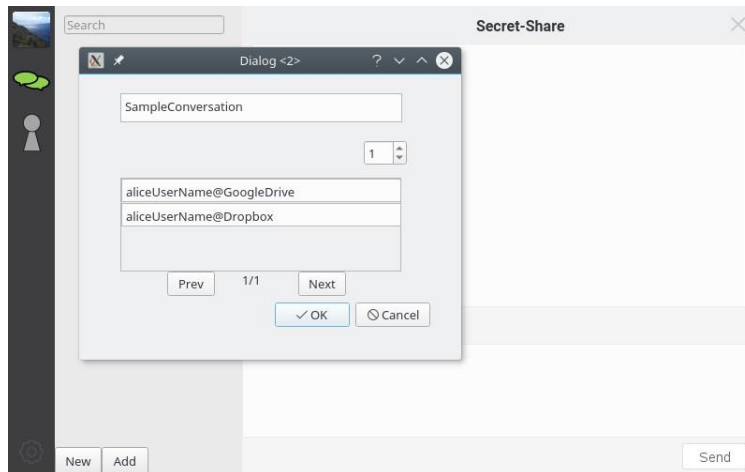 Search
Secret-Share
Dialog <2>
SampleConversation
1
aliceUserName@GoogleDrive
aliceUserName@Dropbox
Prev 1/1 Next
OK Cancel
New Add
Send